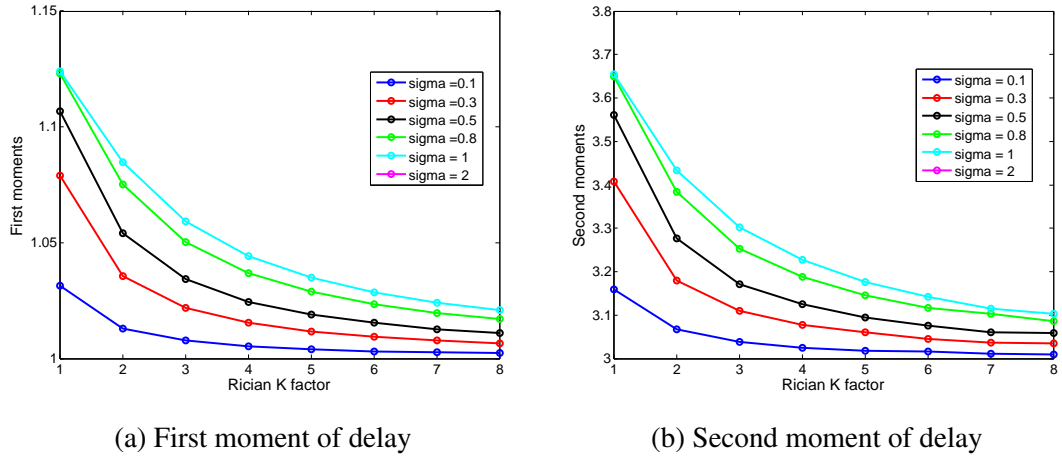 1.15
1.1
1.05
1
First moments
1 2 3 4 5 6 7 8
Rician K factor
sigma =0.1
sigma =0.3
sigma =0.5
sigma =0.8
sigma = 1
sigma = 2
(a) First moment of delay
3.8
3.7
3.6
3.5
3.4
3.3
3.2
3.1
3
Second moments
1 2 3 4 5 6 7 8
Rician K factor
sigma = 0.1
sigma = 0.3
sigma = 0.5
sigma = 0.8
sigma = 1
sigma = 2
(b) Second moment of delay